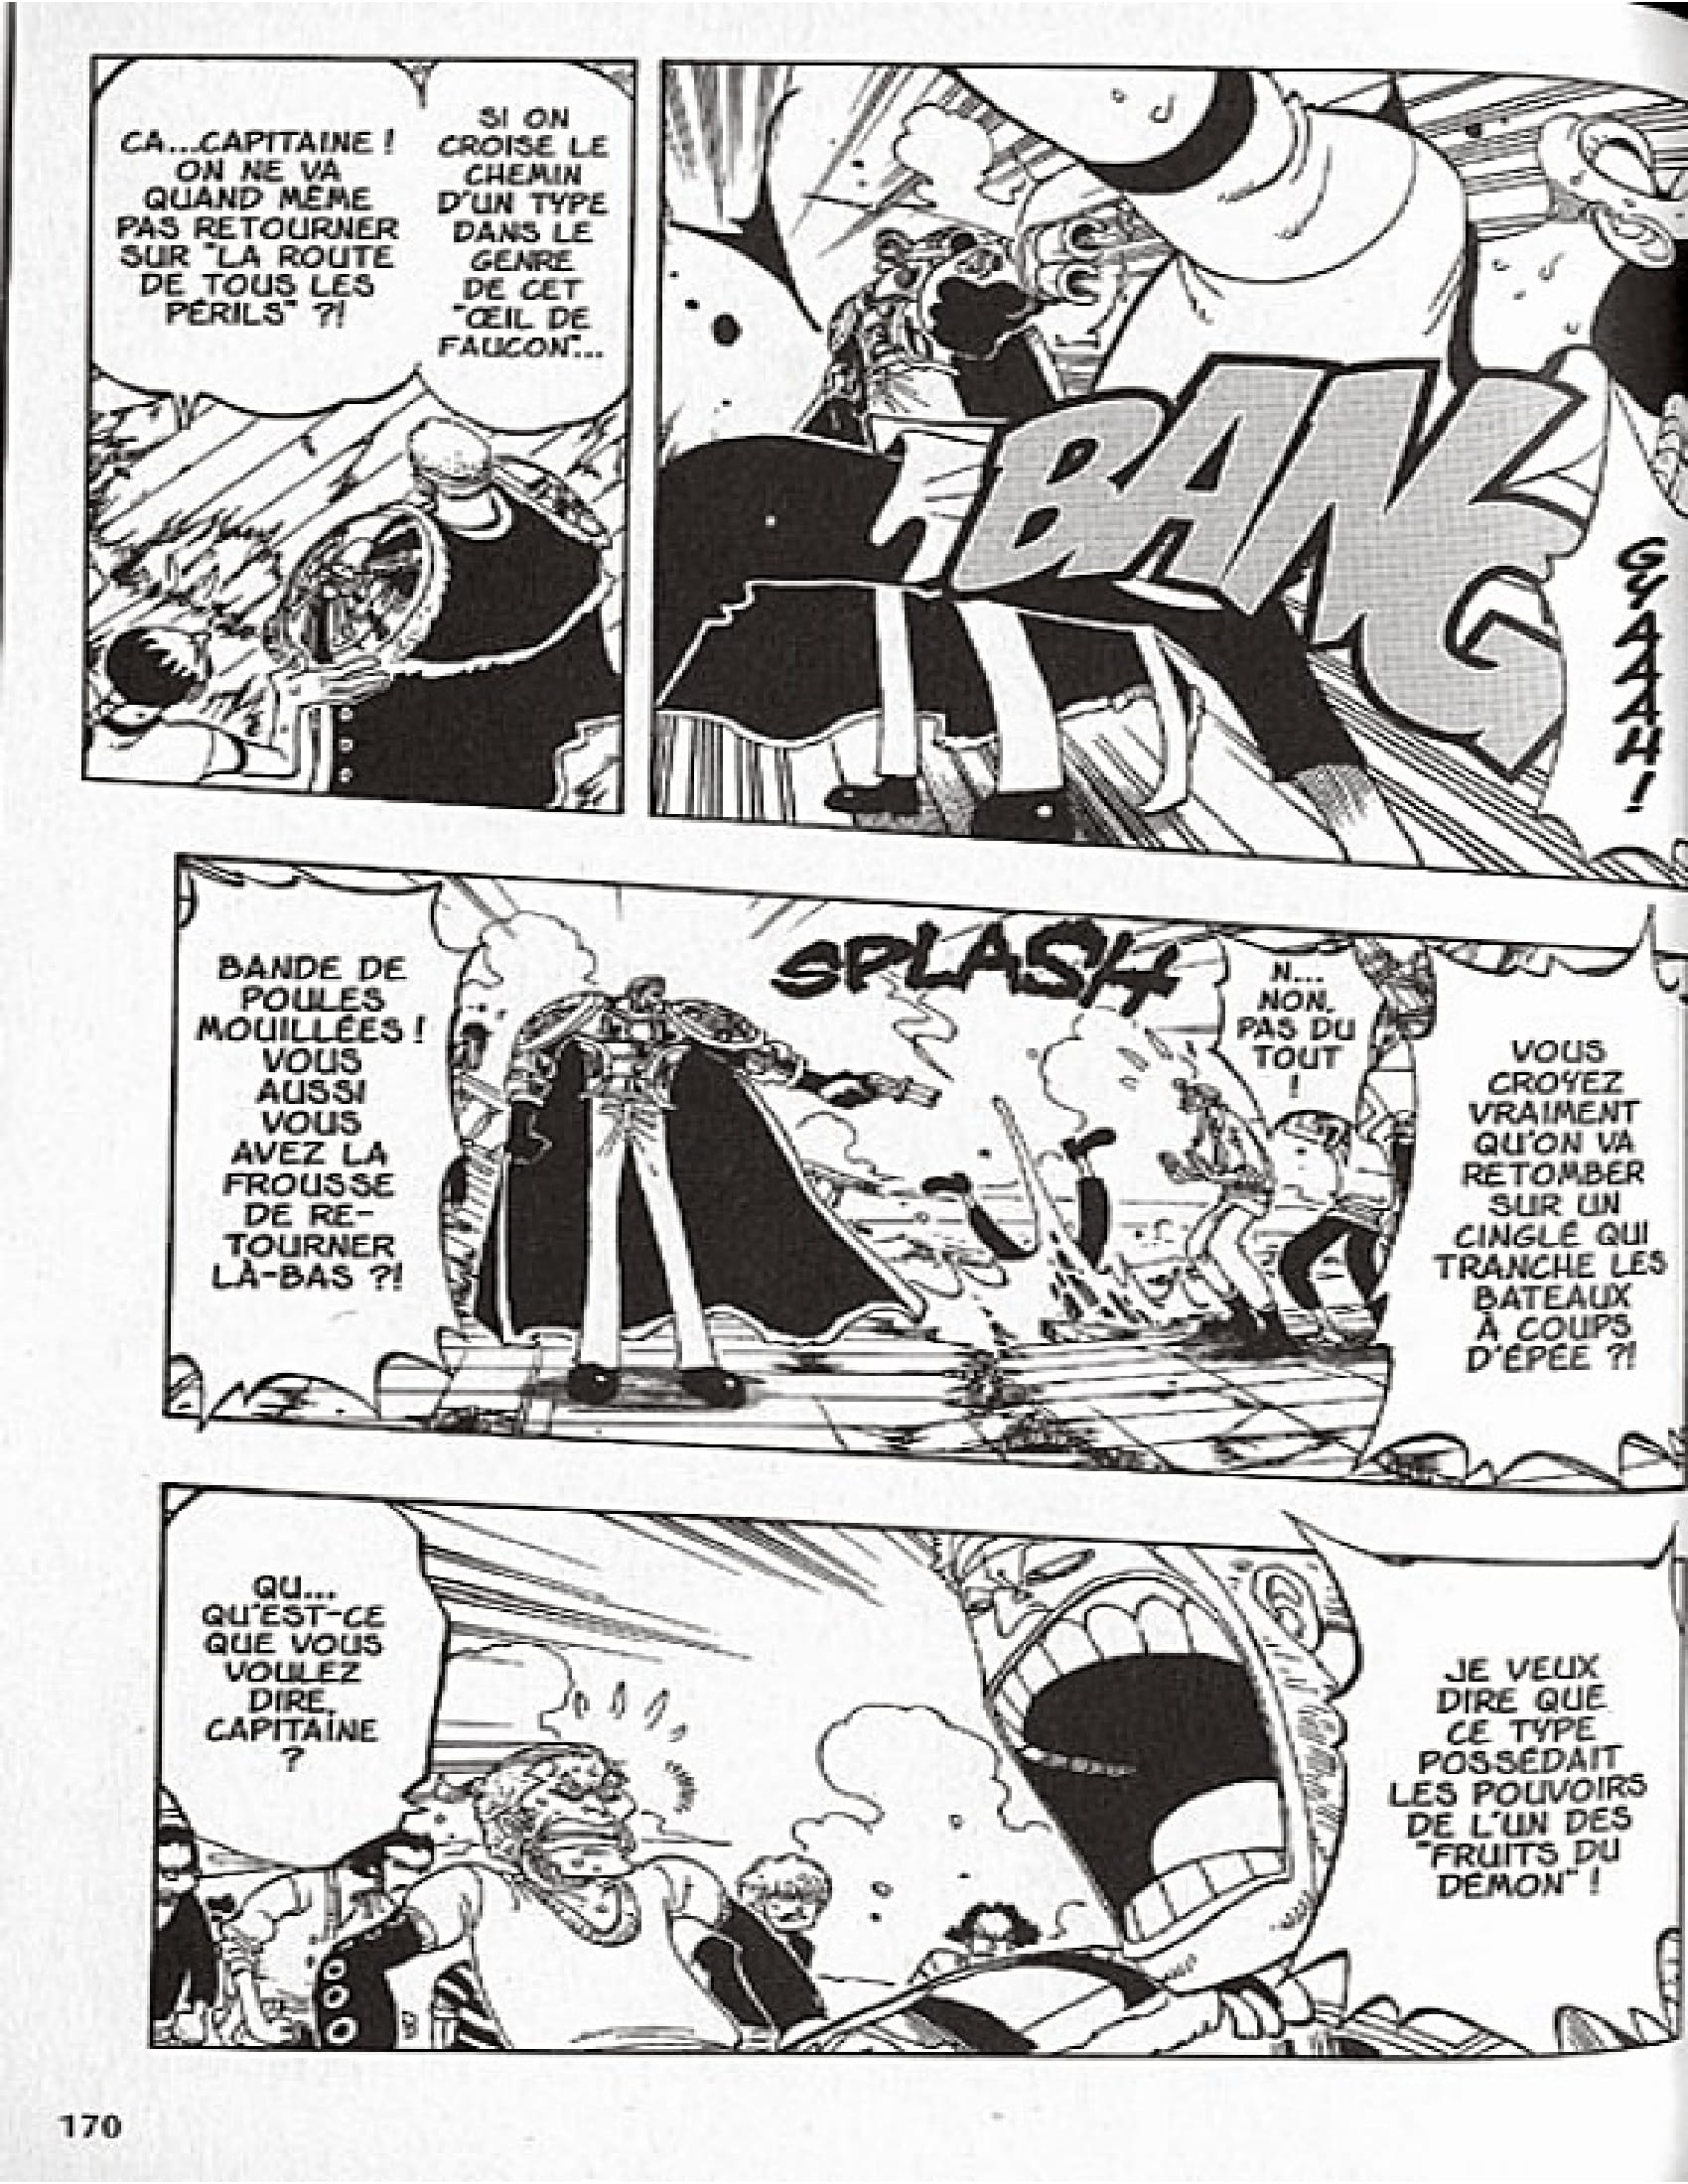 BANG
GYAAAH!
SI ON
CROISE LE
CHEMIN
D'UN TYPE
DANS LE
GENRE
DE CET
"ŒIL DE
FAUCON"...
CA...CAPITAINE !
ON NE VA
QUAND MÊME
PAS RETOURNER
SUR "LA ROUTE
DE TOUS LES
PÉRILS" ?!
VOUS
CROYEZ
VRAIMENT
QU'ON VA
RETOMBER
SUR UN
CINGLÉ QUI
TRANCHE LES
BATEAUX
À COUPS
D'ÉPÉE ?!
N...
NON,
PAS DU
TOUT
!
SPLASH
BANDE DE
POULES
MOUILLÉES !
VOUS
AUSSI
VOUS
AVEZ LA
FROUSSE
DE RE-
TOURNER
LÀ-BAS ?!
JE VEUX
DIRE QUE
CE TYPE
POSSÉDAIT
LES POUVOIRS
DE L'UN DES
"FRUITS DU
DÉMON" !
QU...
QU'EST-CE
QUE VOUS
VOULEZ
DIRE,
CAPITAINE
?
170